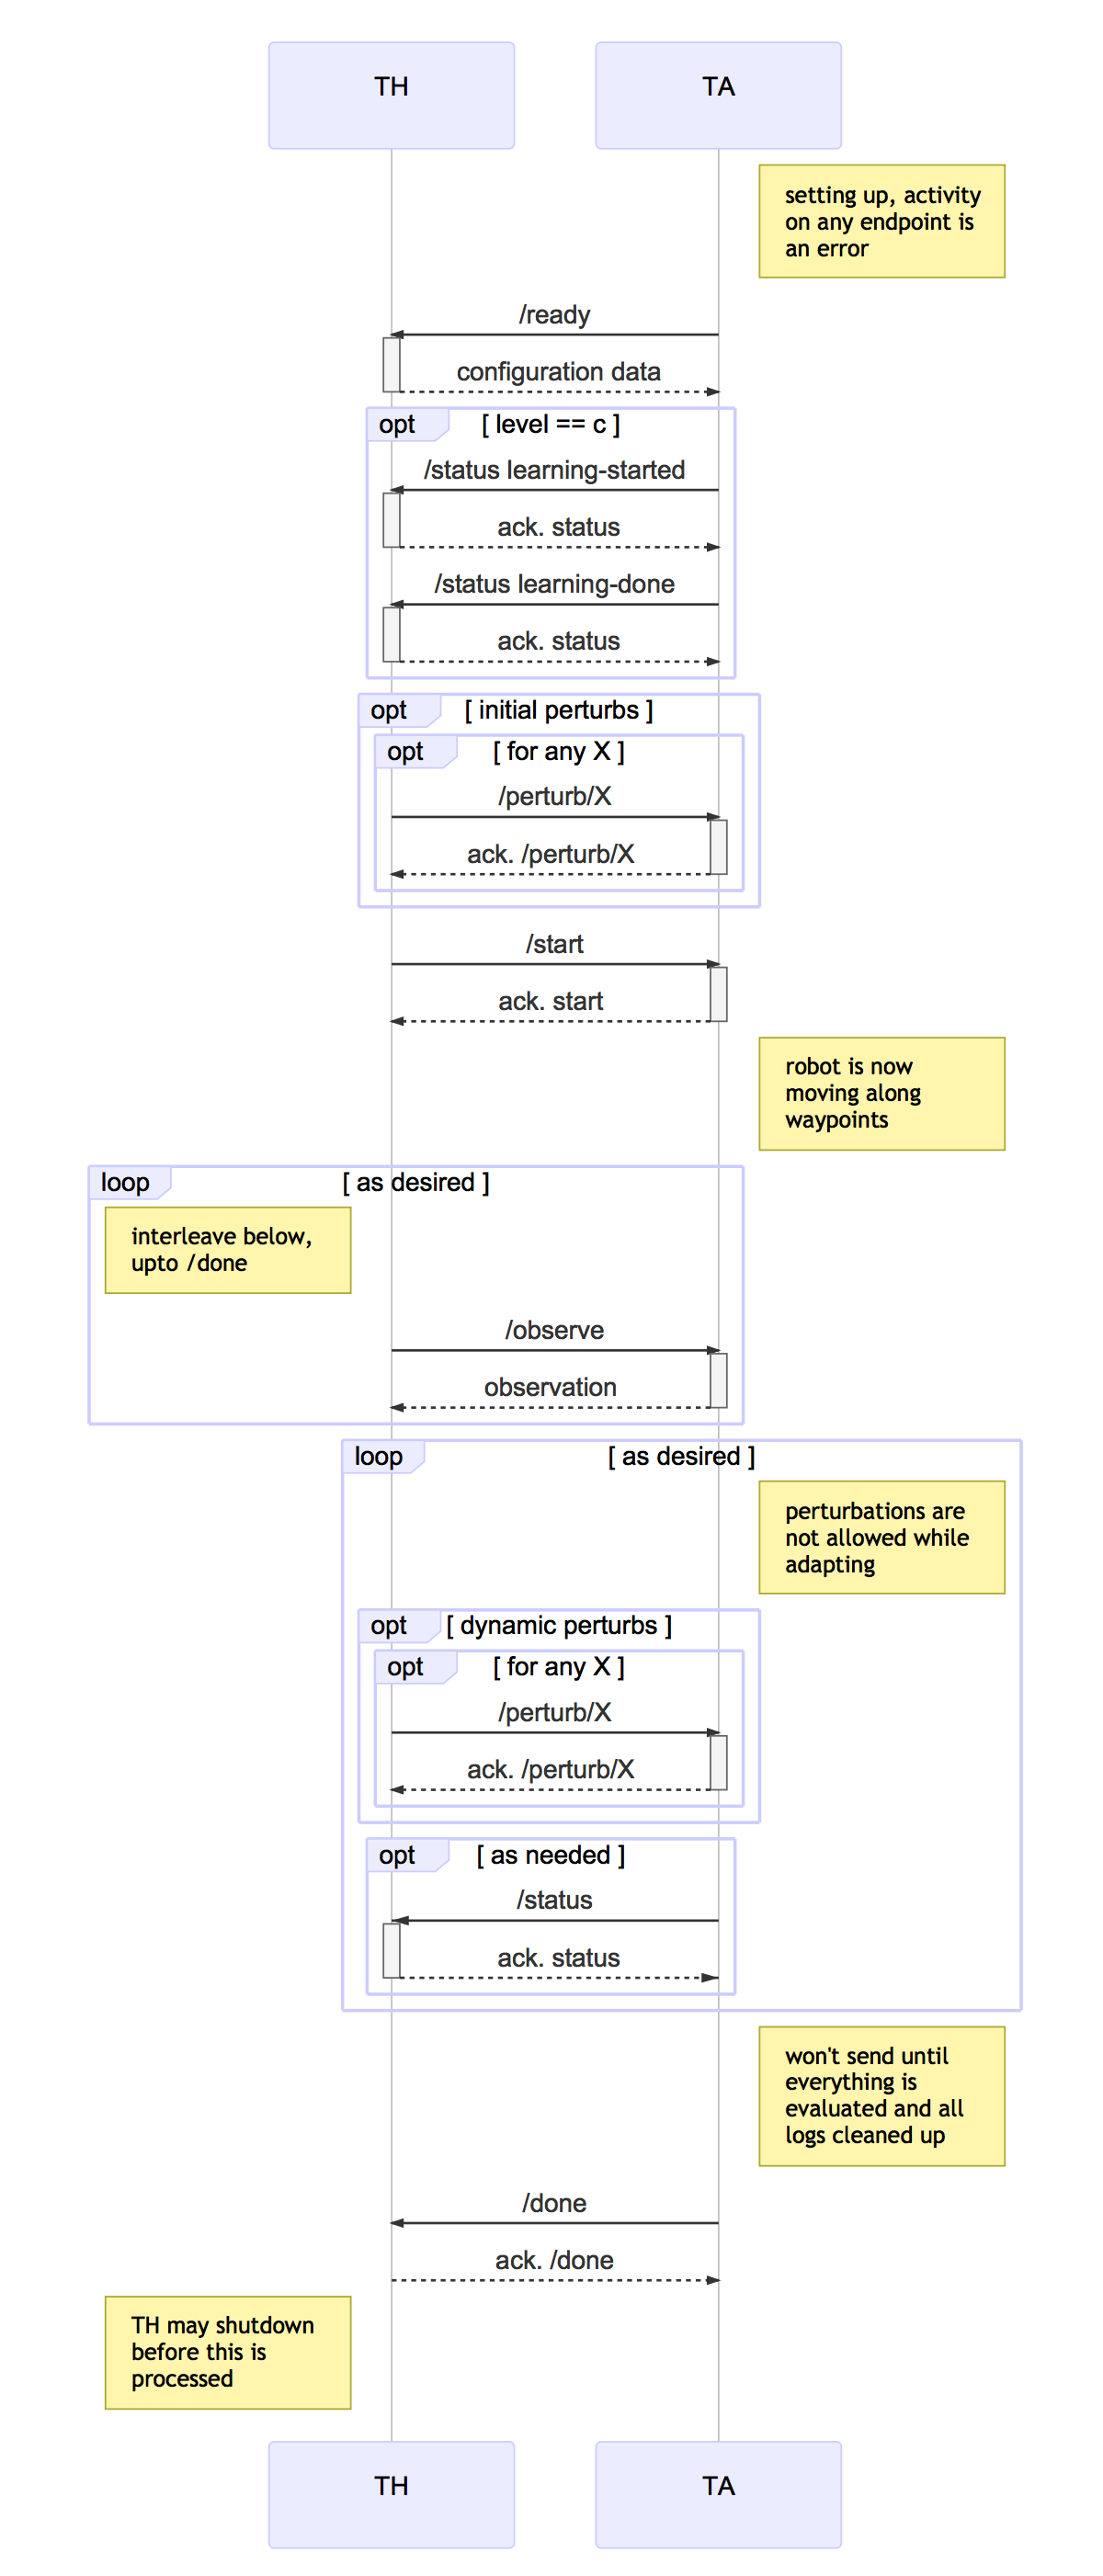 TH
TA
setting up, activity
on any endpoint is
an error
/ready
configuration data
opt
[ level == c ]
/status learning-started
ack. status
/status learning-done
ack. status
opt
[ initial perturbs ]
opt
[ for any X ]
/perturb/X
ack. /perturb/X
/start
ack. start
robot is now
moving along
waypoints
loop
[ as desired ]
interleave below,
upto /done
/observe
observation
loop
[ as desired ]
perturbations are
not allowed while
adapting
opt
[ dynamic perturbs ]
opt
[ for any X ]
/perturb/X
ack. /perturb/X
opt
[ as needed ]
/status
ack. status
won't send until
everything is
evaluated and all
logs cleaned up
/done
ack. /done
TH may shutdown
before this is
processed
TH
TA